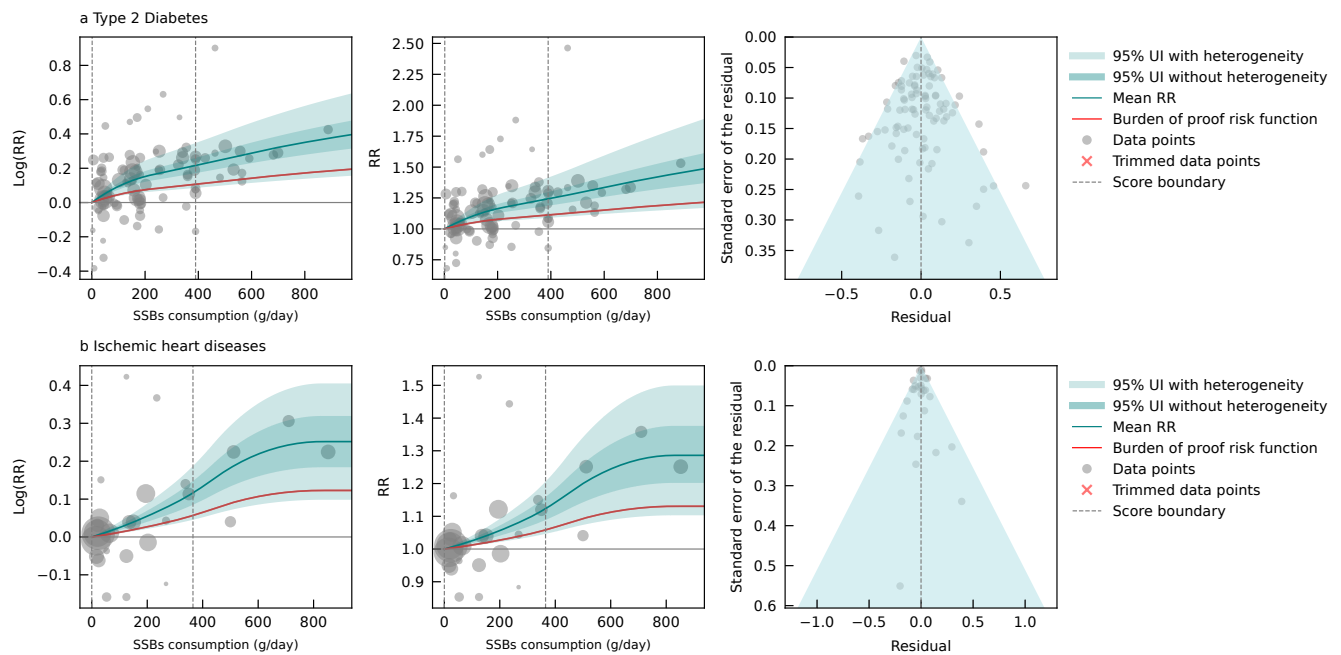 a Type 2 Diabetes
Log(RR)
0.8
0.6
0.4
0.2
0.0
−0.2
−0.4
0
200
400
600
800
SSBs consumption (g/day)
RR
2.50
2.25
2.00
1.75
1.50
1.25
1.00
0.75
0
200
400
600
800
SSBs consumption (g/day)
Standard error of the residual
0.00
0.05
0.10
0.15
0.20
0.25
0.30
0.35
−0.5
0.0
0.5
Residual
95% UI with heterogeneity
95% UI without heterogeneity
Mean RR
Burden of proof risk function
Data points
Trimmed data points
Score boundary
b Ischemic heart diseases
Log(RR)
0.4
0.3
0.2
0.1
0.0
−0.1
0
200
400
600
800
SSBs consumption (g/day)
RR
1.5
1.4
1.3
1.2
1.1
1.0
0.9
0
200
400
600
800
SSBs consumption (g/day)
Standard error of the residual
0.0
0.1
0.2
0.3
0.4
0.5
0.6
−1.0
−0.5
0.0
0.5
1.0
Residual
95% UI with heterogeneity
95% UI without heterogeneity
Mean RR
Burden of proof risk function
Data points
Trimmed data points
Score boundary